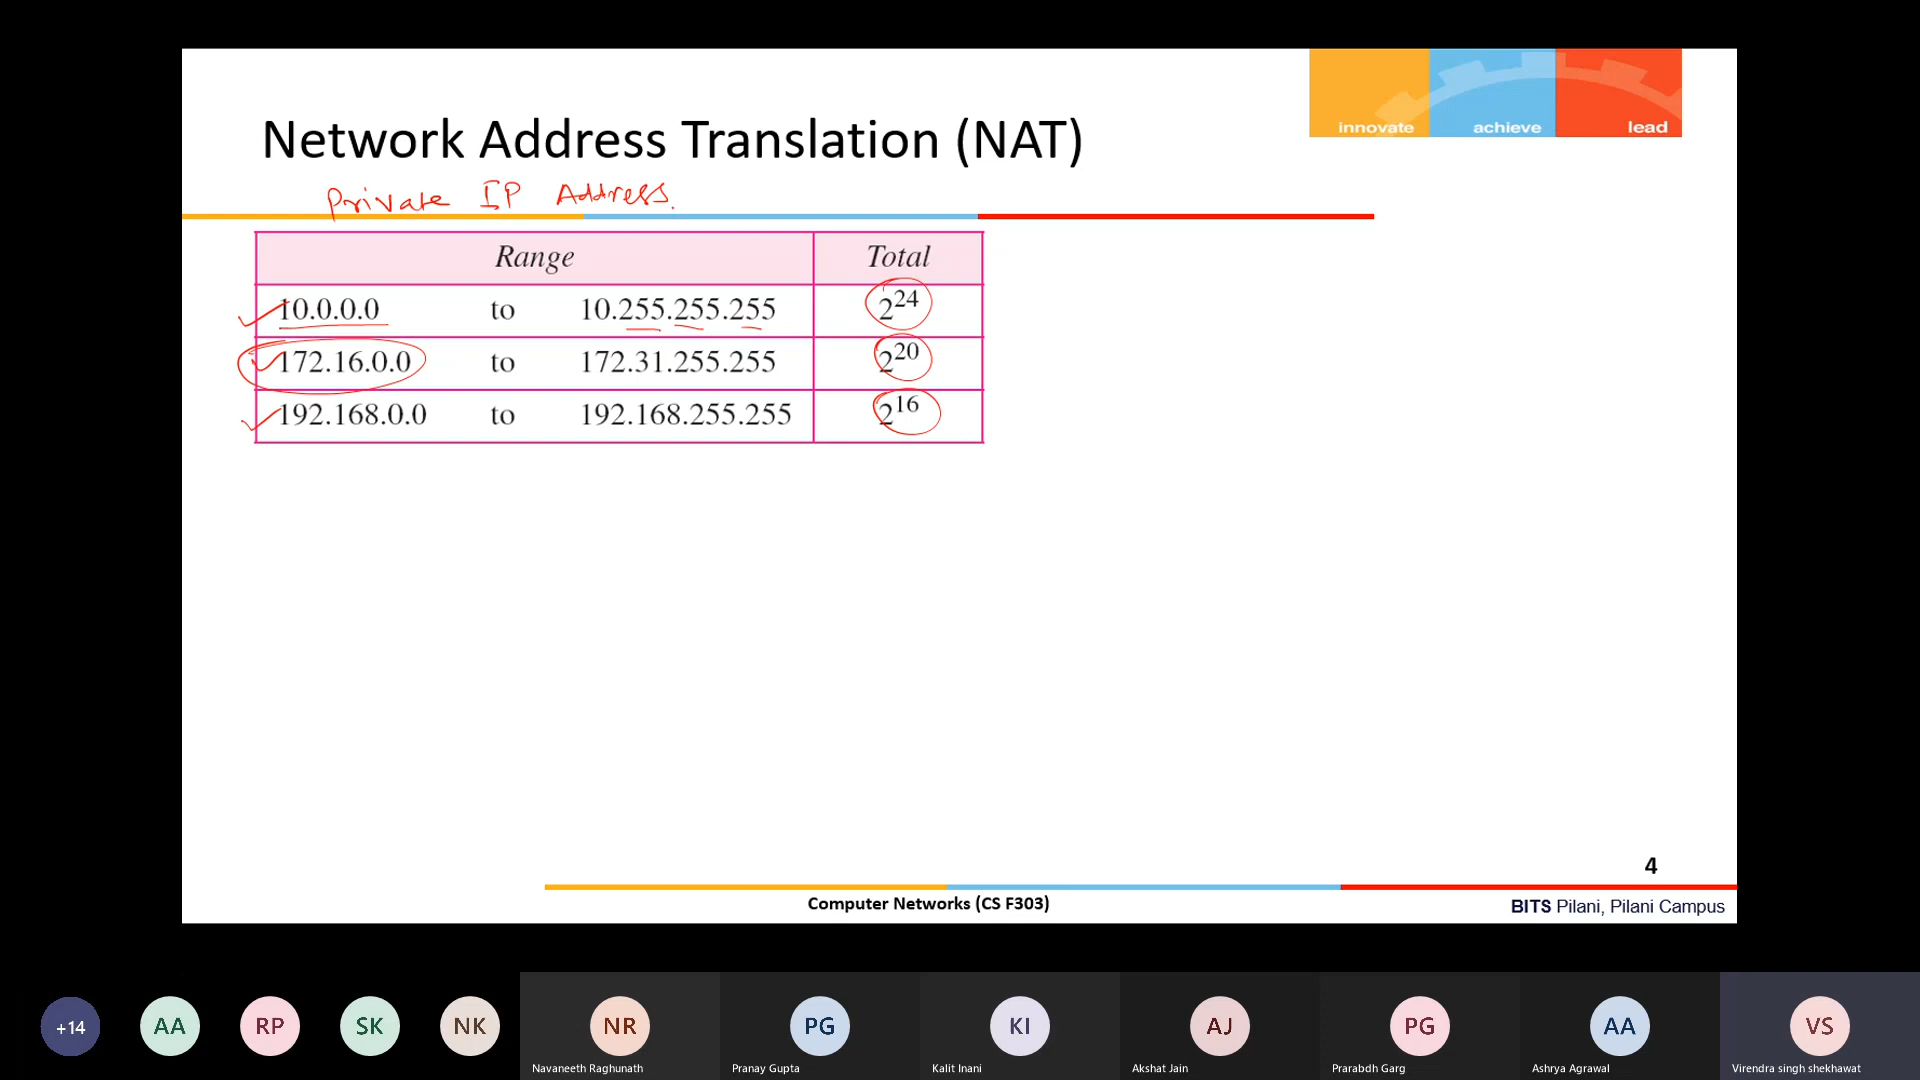 innovate achieve lead
Network Address Translation (NAT)
Private IP Address.
Range Total
10.0.0.0 to 10.255.255.255 2^24
172.16.0.0 to 172.31.255.255 2^20
192.168.0.0 to 192.168.255.255 2^16
4
Computer Networks (CS F303)
BITS Pilani, Pilani Campus
+14 AA RP SK NK NR PG KI AJ PG AA VS
Navaneeth Raghunath Pranay Gupta Kalit Inani Akshat Jain Prarabdh Garg Ashrya Agrawal Virendra singh shekhawat